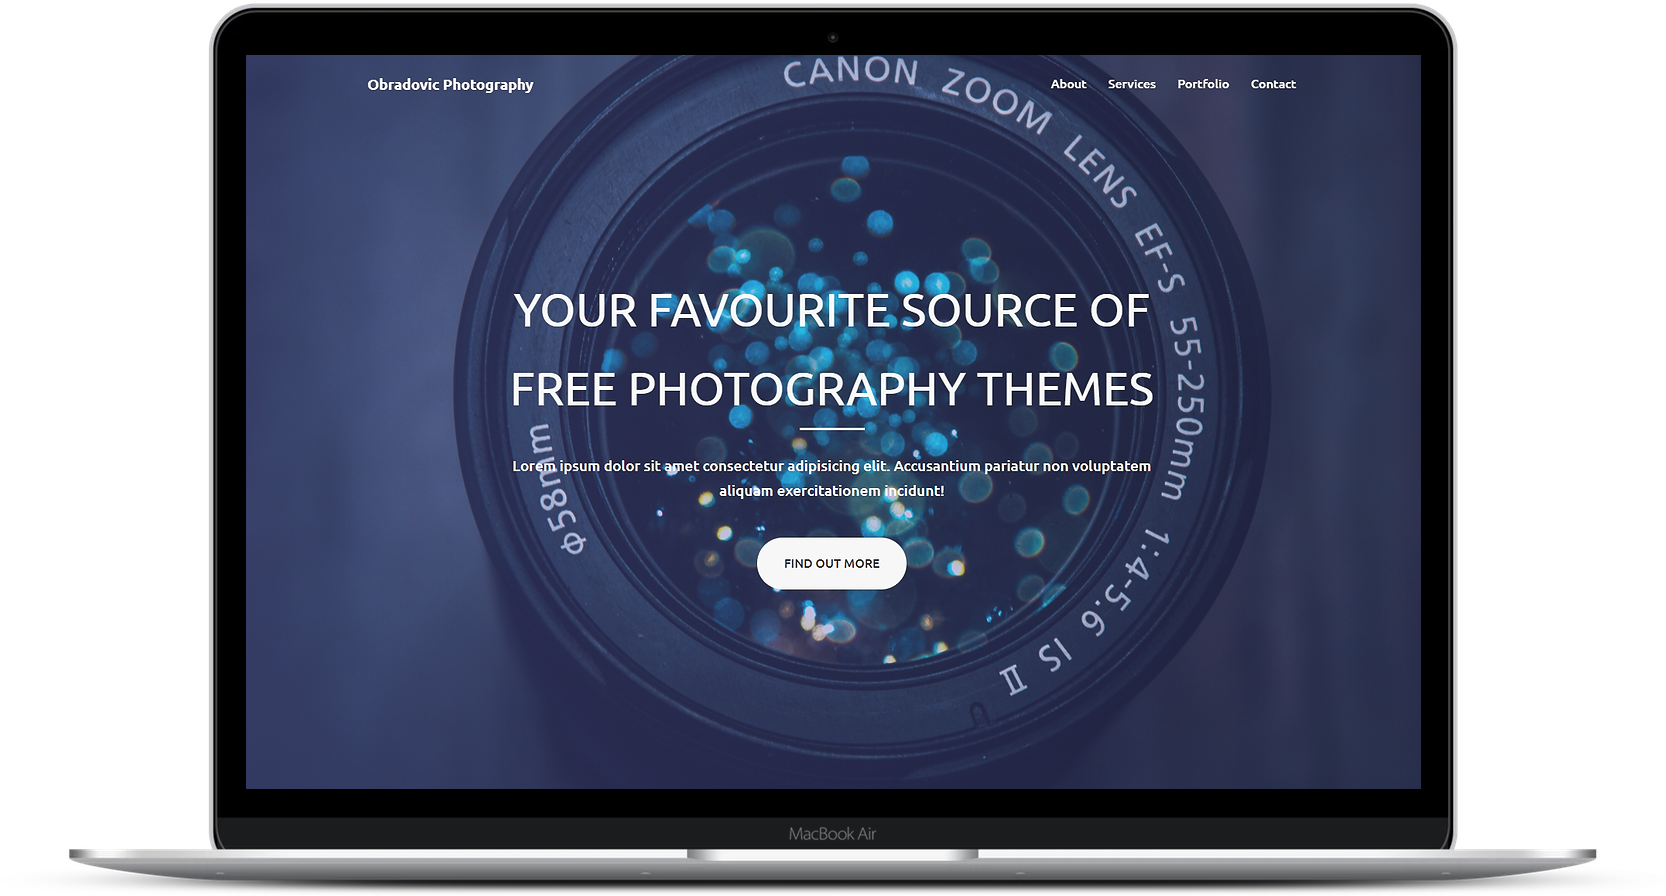 Obradovic Photography
About Services Portfolio Contact
CANON ZOOM LENS EF-S 55-250mm 1:4-5.6 IS II
ф58mm
YOUR FAVOURITE SOURCE OF
FREE PHOTOGRAPHY THEMES
Lorem ipsum dolor sit amet consectetur adipisicing elit. Accusantium pariatur non voluptatem
aliquam exercitationem incidunt!
FIND OUT MORE
MacBook Air